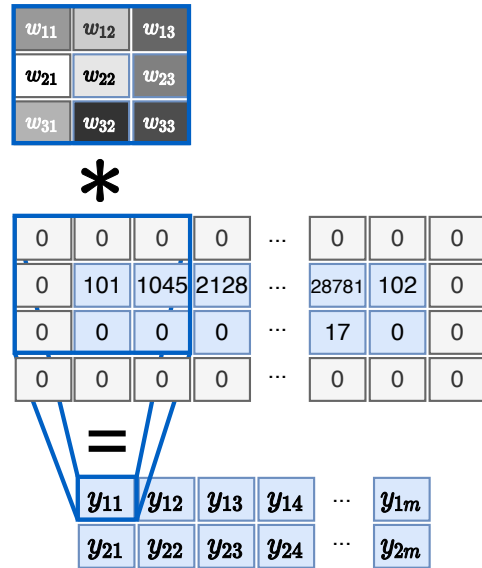 w11 w12 w13
w21 w22 w23
w31 w32 w33
*
0 0 0 0 ... 0 0 0
0 101 1045 2128 ... 28781 102 0
0 0 0 0 ... 17 0 0
0 0 0 0 ... 0 0 0
=
y11 y12 y13 y14 ... y1m
y21 y22 y23 y24 ... y2m